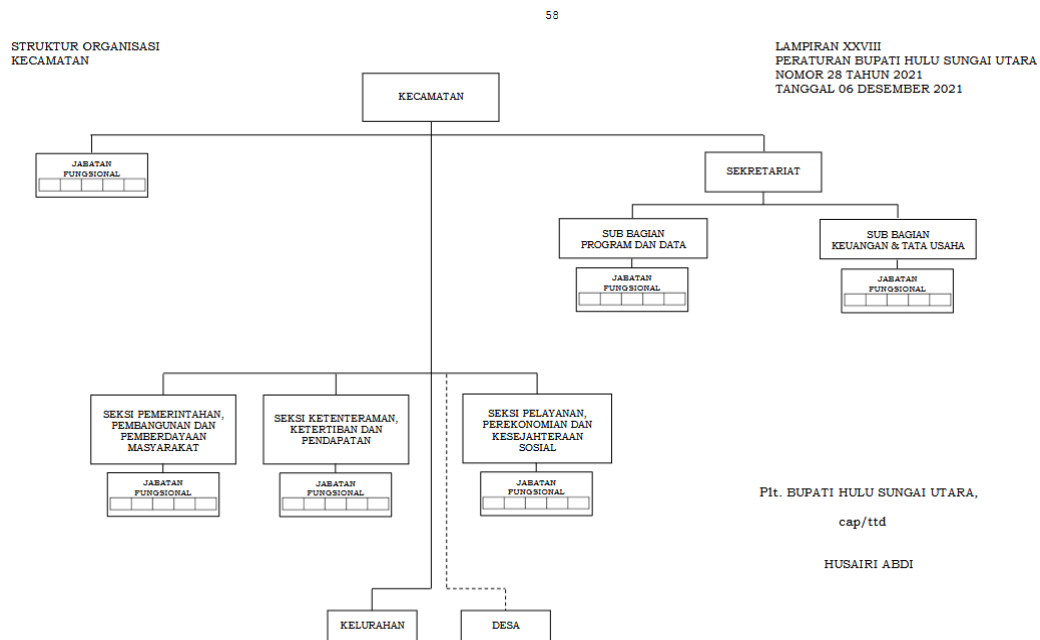 58
STRUKTUR ORGANISASI
KECAMATAN
LAMPIRAN XXVIII
PERATURAN BUPATI HULU SUNGAI UTARA
NOMOR 28 TAHUN 2021
TANGGAL 06 DESEMBER 2021
KECAMATAN
JABATAN
FUNGSIONAL
SEKRETARIAT
SUB BAGIAN
PROGRAM DAN DATA
JABATAN
FUNGSIONAL
SUB BAGIAN
KEUANGAN & TATA USAHA
JABATAN
FUNGSIONAL
SEKSI PEMERINTAHAN,
PEMBANGUNAN DAN
PEMBERDAYAAN
MASYARAKAT
JABATAN
FUNGSIONAL
SEKSI KETENTERAMAN,
KETERTIBAN DAN
PENDAPATAN
JABATAN
FUNGSIONAL
SEKSI PELAYANAN,
PEREKONOMIAN DAN
KESEJAHTERAAN
SOSIAL
JABATAN
FUNGSIONAL
Plt. BUPATI HULU SUNGAI UTARA,
cap/ttd
HUSAIRI ABDI
KELURAHAN
DESA